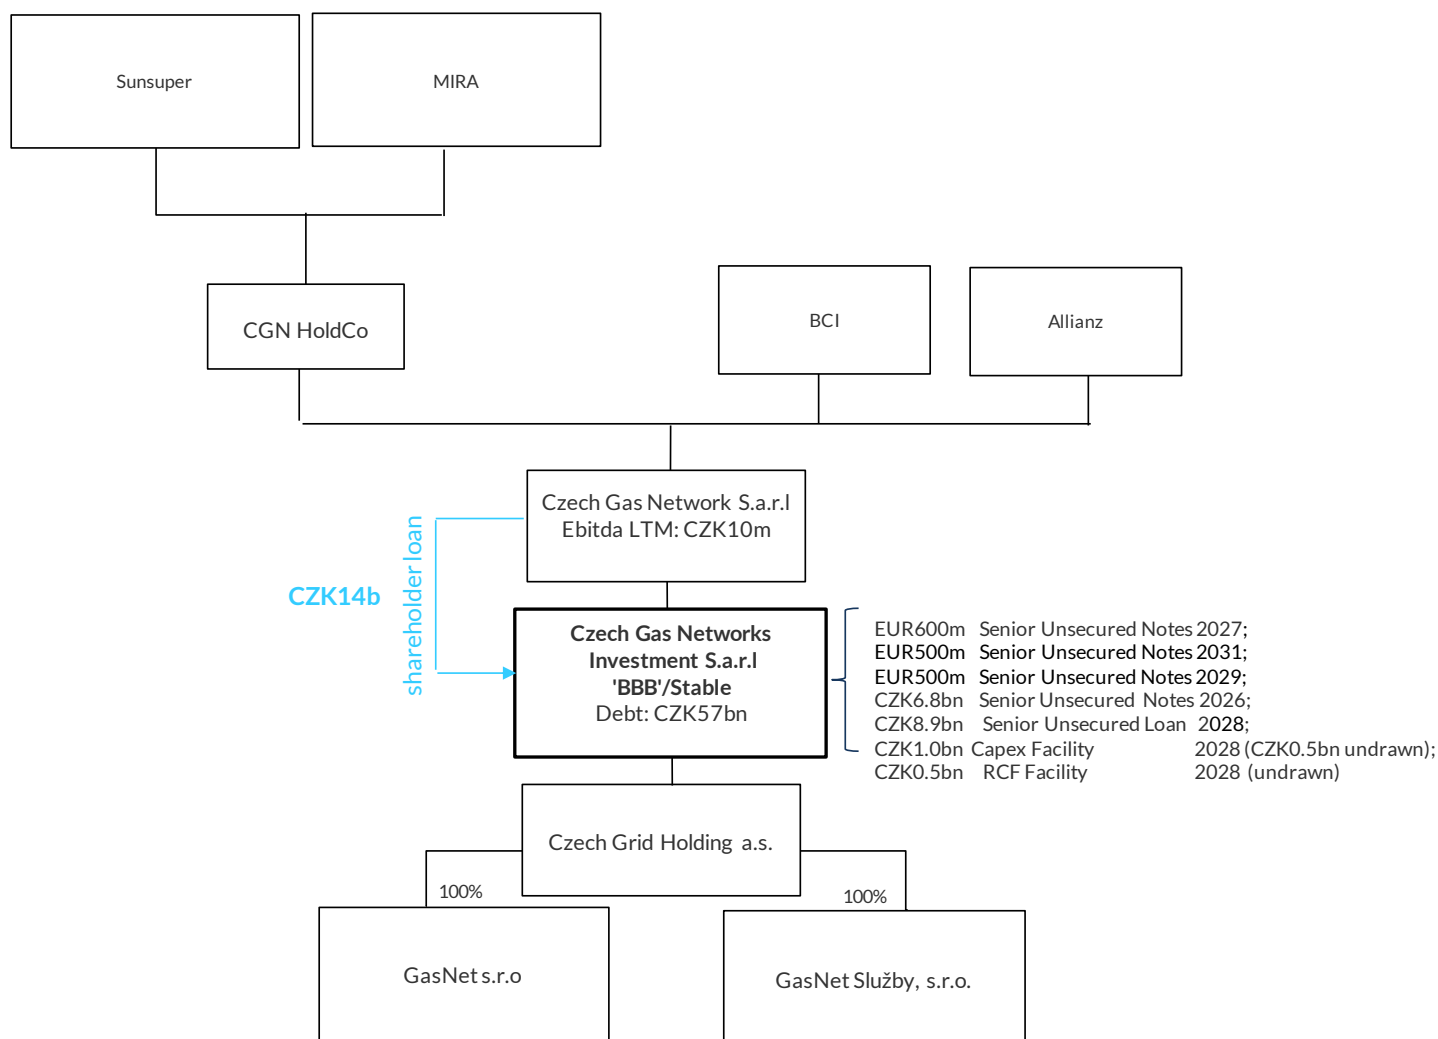 Sunsuper
MIRA
CGN HoldCo
BCI
Allianz
Czech Gas Network S.a.r.l
Ebitda LTM: CZK10m
CZK14b
shareholder loan
Czech Gas Networks
Investment S.a.r.l
'BBB'/Stable
Debt: CZK57bn
EUR600m Senior Unsecured Notes 2027;
EUR500m Senior Unsecured Notes 2031;
EUR500m Senior Unsecured Notes 2029;
CZK6.8bn Senior Unsecured Notes 2026;
CZK8.9bn Senior Unsecured Loan 2028;
CZK1.0bn Capex Facility 2028 (CZK0.5bn undrawn);
CZK0.5bn RCF Facility 2028 (undrawn)
Czech Grid Holding a.s.
100%
100%
GasNet s.r.o
GasNet Služby, s.r.o.